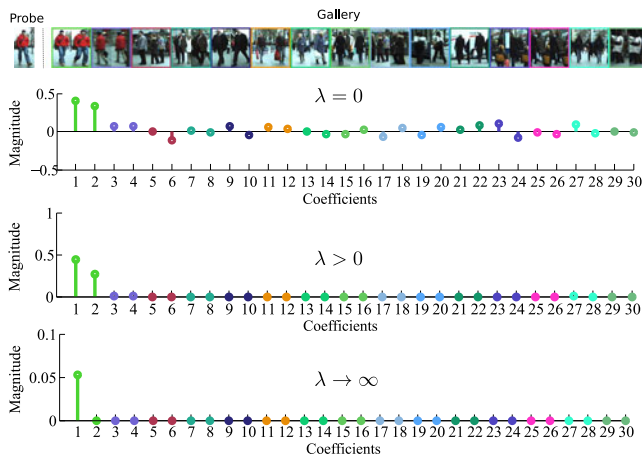 Probe
Gallery
λ = 0
Magnitude
0.5
0
−0.5
1 2 3 4 5 6 7 8 9 10 11 12 13 14 15 16 17 18 19 20 21 22 23 24 25 26 27 28 29 30
Coefficients
λ > 0
Magnitude
1
0.5
0
1 2 3 4 5 6 7 8 9 10 11 12 13 14 15 16 17 18 19 20 21 22 23 24 25 26 27 28 29 30
Coefficients
λ → ∞
Magnitude
0.1
0.05
0
1 2 3 4 5 6 7 8 9 10 11 12 13 14 15 16 17 18 19 20 21 22 23 24 25 26 27 28 29 30
Coefficients